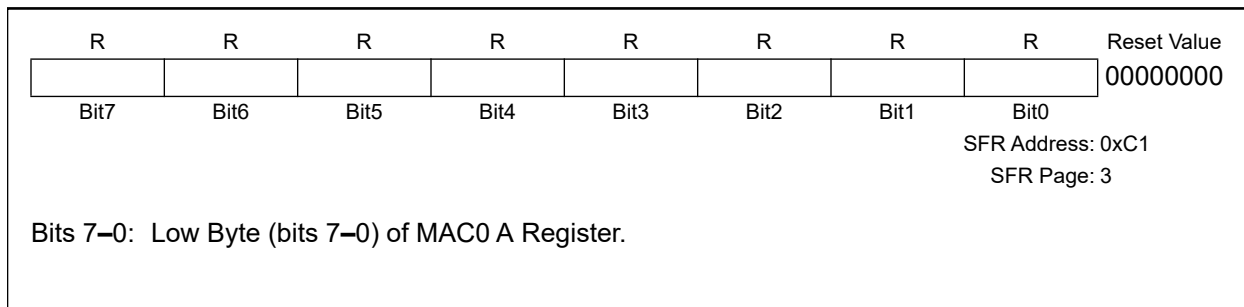 R R R R R R R R Reset Value
00000000
Bit7 Bit6 Bit5 Bit4 Bit3 Bit2 Bit1 Bit0
SFR Address: 0xC1
SFR Page: 3
Bits 7–0: Low Byte (bits 7–0) of MAC0 A Register.